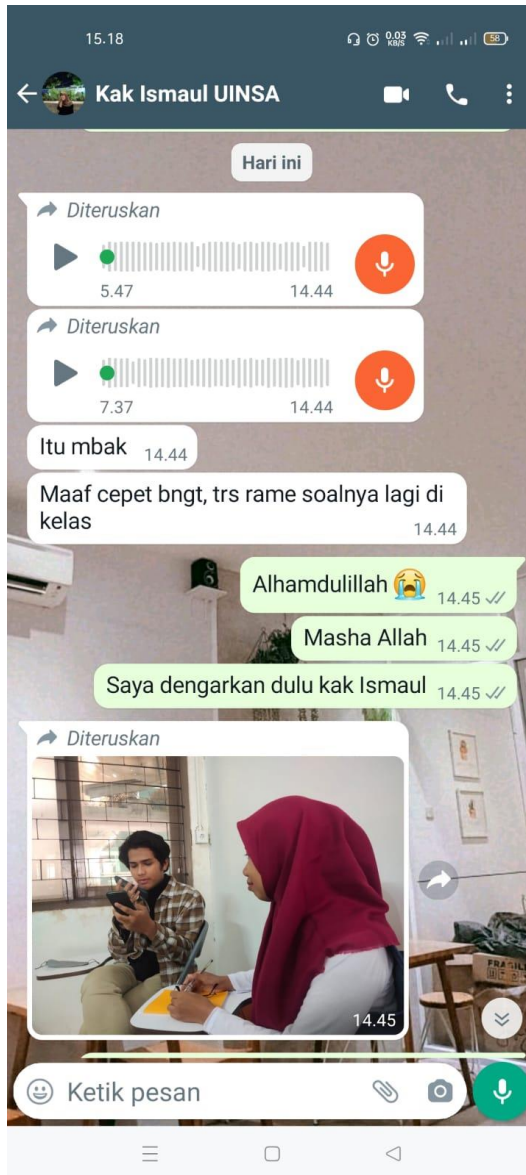 15.18
0.03 KB/S
58
Kak Ismaul UINSA
Hari ini
Diteruskan
5.47
14.44
Diteruskan
7.37
14.44
Itu mbak
14.44
Maaf cepet bngt, trs rame soalnya lagi di
kelas
14.44
Alhamdulillah 😭
14.45
Masha Allah
14.45
Saya dengarkan dulu kak Ismaul
14.45
Diteruskan
14.45
Ketik pesan